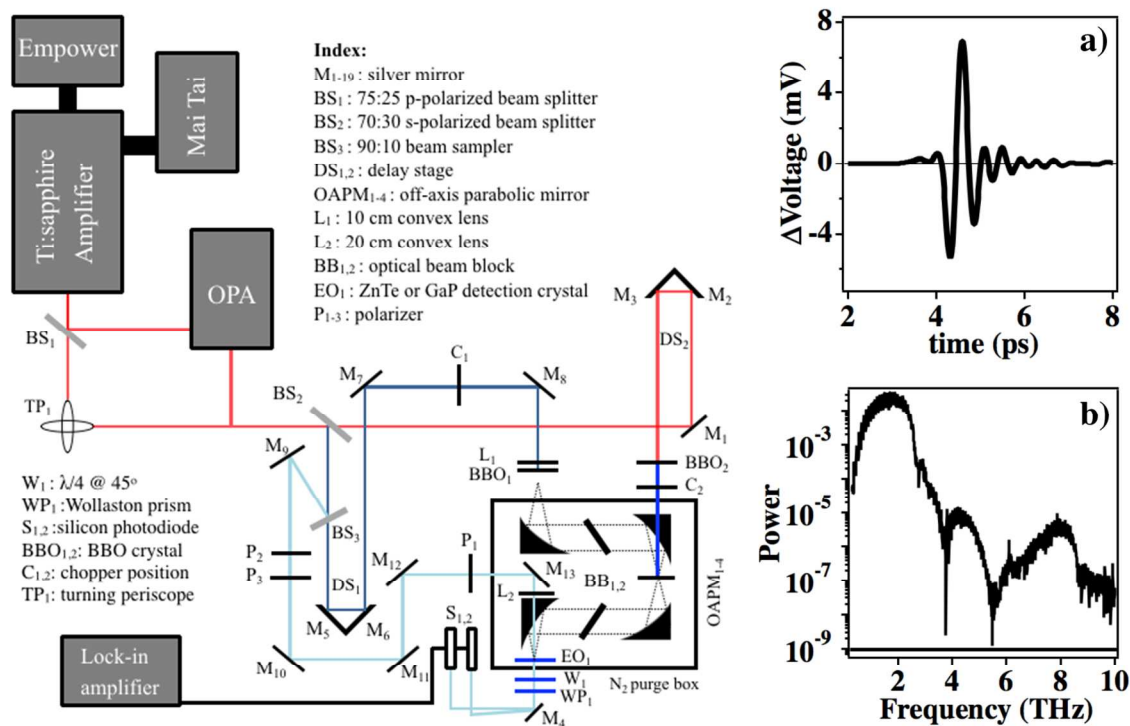 Empower
Mai Tai
Ti:sapphire
Amplifier
OPA
BS₁
TP₁
Index:
M₁₋₁₉ : silver mirror
BS₁ : 75:25 p-polarized beam splitter
BS₂ : 70:30 s-polarized beam splitter
BS₃ : 90:10 beam sampler
DS₁,₂ : delay stage
OAPM₁₋₄: off-axis parabolic mirror
L₁ : 10 cm convex lens
L₂ : 20 cm convex lens
BB₁,₂ : optical beam block
EO₁ : ZnTe or GaP detection crystal
P₁₋₃ : polarizer
M₃
M₂
DS₂
M₁
C₁
M₇
M₈
BS₂
M₉
L₁
BBO₁
BBO₂
C₂
BS₃
P₂
P₃
DS₁
M₁₂
P₁
M₁₃
BB₁,₂
OAPM₁₋₄
L₂
M₅
M₆
S₁,₂
M₁₀
M₁₁
EO₁
W₁
WP₁
M₄
N₂ purge box
W₁ : λ/4 @ 45º
WP₁ :Wollaston prism
S₁,₂ :silicon photodiode
BBO₁,₂: BBO crystal
C₁,₂: chopper position
TP₁: turning periscope
Lock-in
amplifier
a)
ΔVoltage (mV)
8
4
0
-4
2
4
6
8
time (ps)
b)
Power
10⁻³
10⁻⁵
10⁻⁷
10⁻⁹
2
4
6
8
10
Frequency (THz)